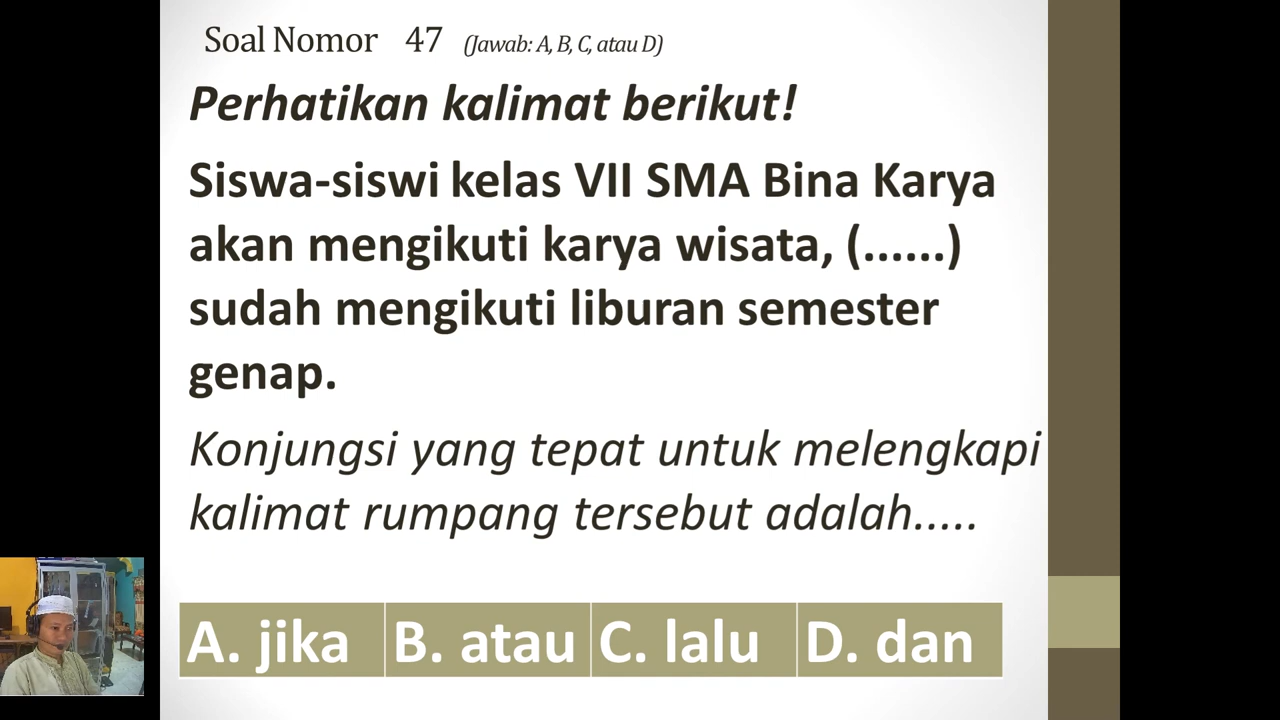 Soal Nomor 47 (Jawab: A, B, C, atau D)
Perhatikan kalimat berikut!
Siswa-siswi kelas VII SMA Bina Karya
akan mengikuti karya wisata, (......)
sudah mengikuti liburan semester
genap.
Konjungsi yang tepat untuk melengkapi
kalimat rumpang tersebut adalah.....
A. jika B. atau C. lalu D. dan